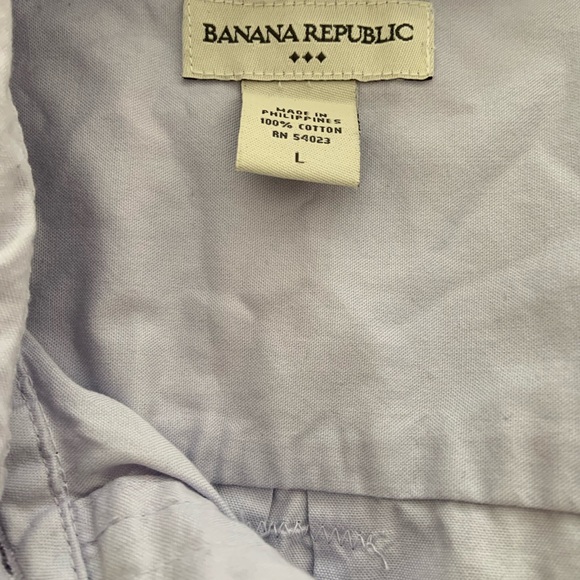 BANANA REPUBLIC
MADE IN
PHILIPPINES
100% COTTON
RN 54023
L